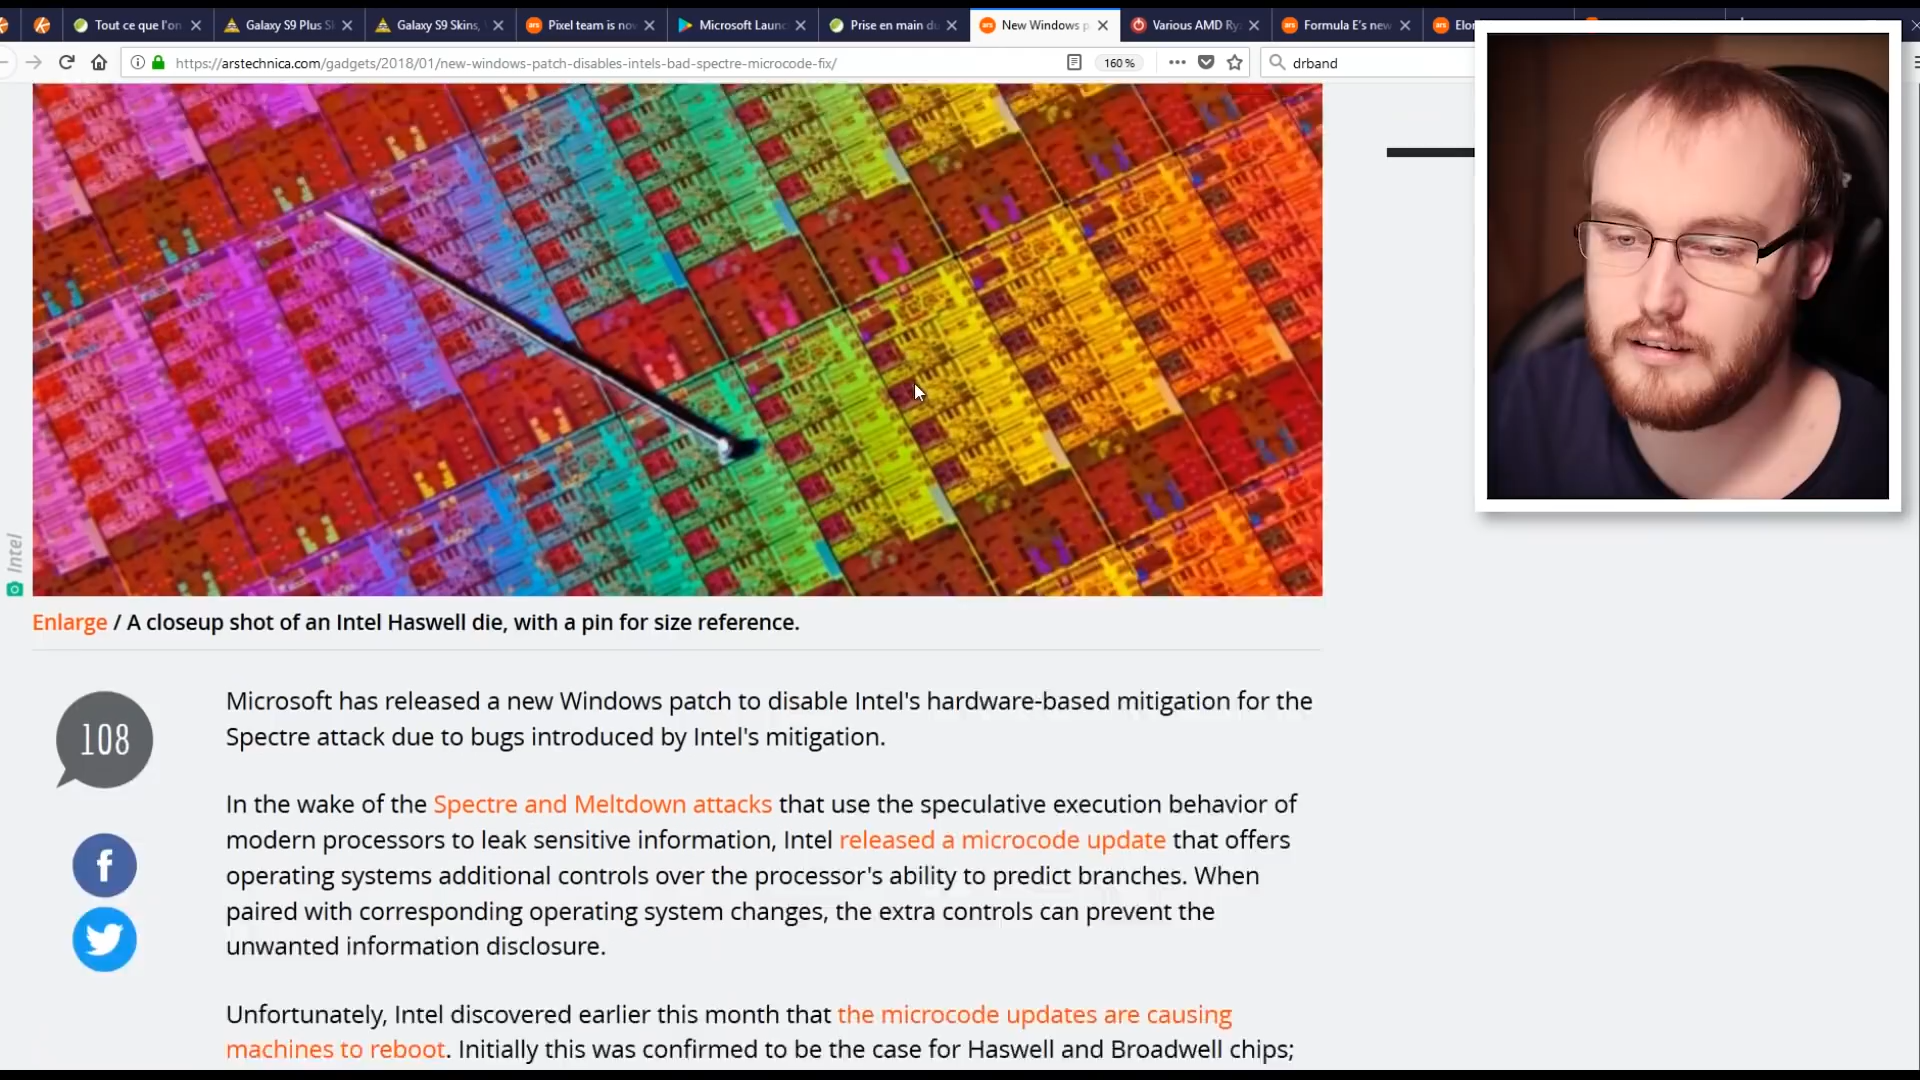 Tout ce que l'on
Galaxy S9 Plus S
Galaxy S9 Skins,
Pixel team is no
Microsoft Laun
Prise en main du
New Windows p
Various AMD Ry
Formula E's new
Elo
https://arstechnica.com/gadgets/2018/01/new-windows-patch-disables-intels-bad-spectre-microcode-fix/
160 %
drband
Intel
Enlarge / A closeup shot of an Intel Haswell die, with a pin for size reference.
108
Microsoft has released a new Windows patch to disable Intel's hardware-based mitigation for the
Spectre attack due to bugs introduced by Intel's mitigation.
In the wake of the Spectre and Meltdown attacks that use the speculative execution behavior of
modern processors to leak sensitive information, Intel released a microcode update that offers
operating systems additional controls over the processor's ability to predict branches. When
paired with corresponding operating system changes, the extra controls can prevent the
unwanted information disclosure.
Unfortunately, Intel discovered earlier this month that the microcode updates are causing
machines to reboot. Initially this was confirmed to be the case for Haswell and Broadwell chips;